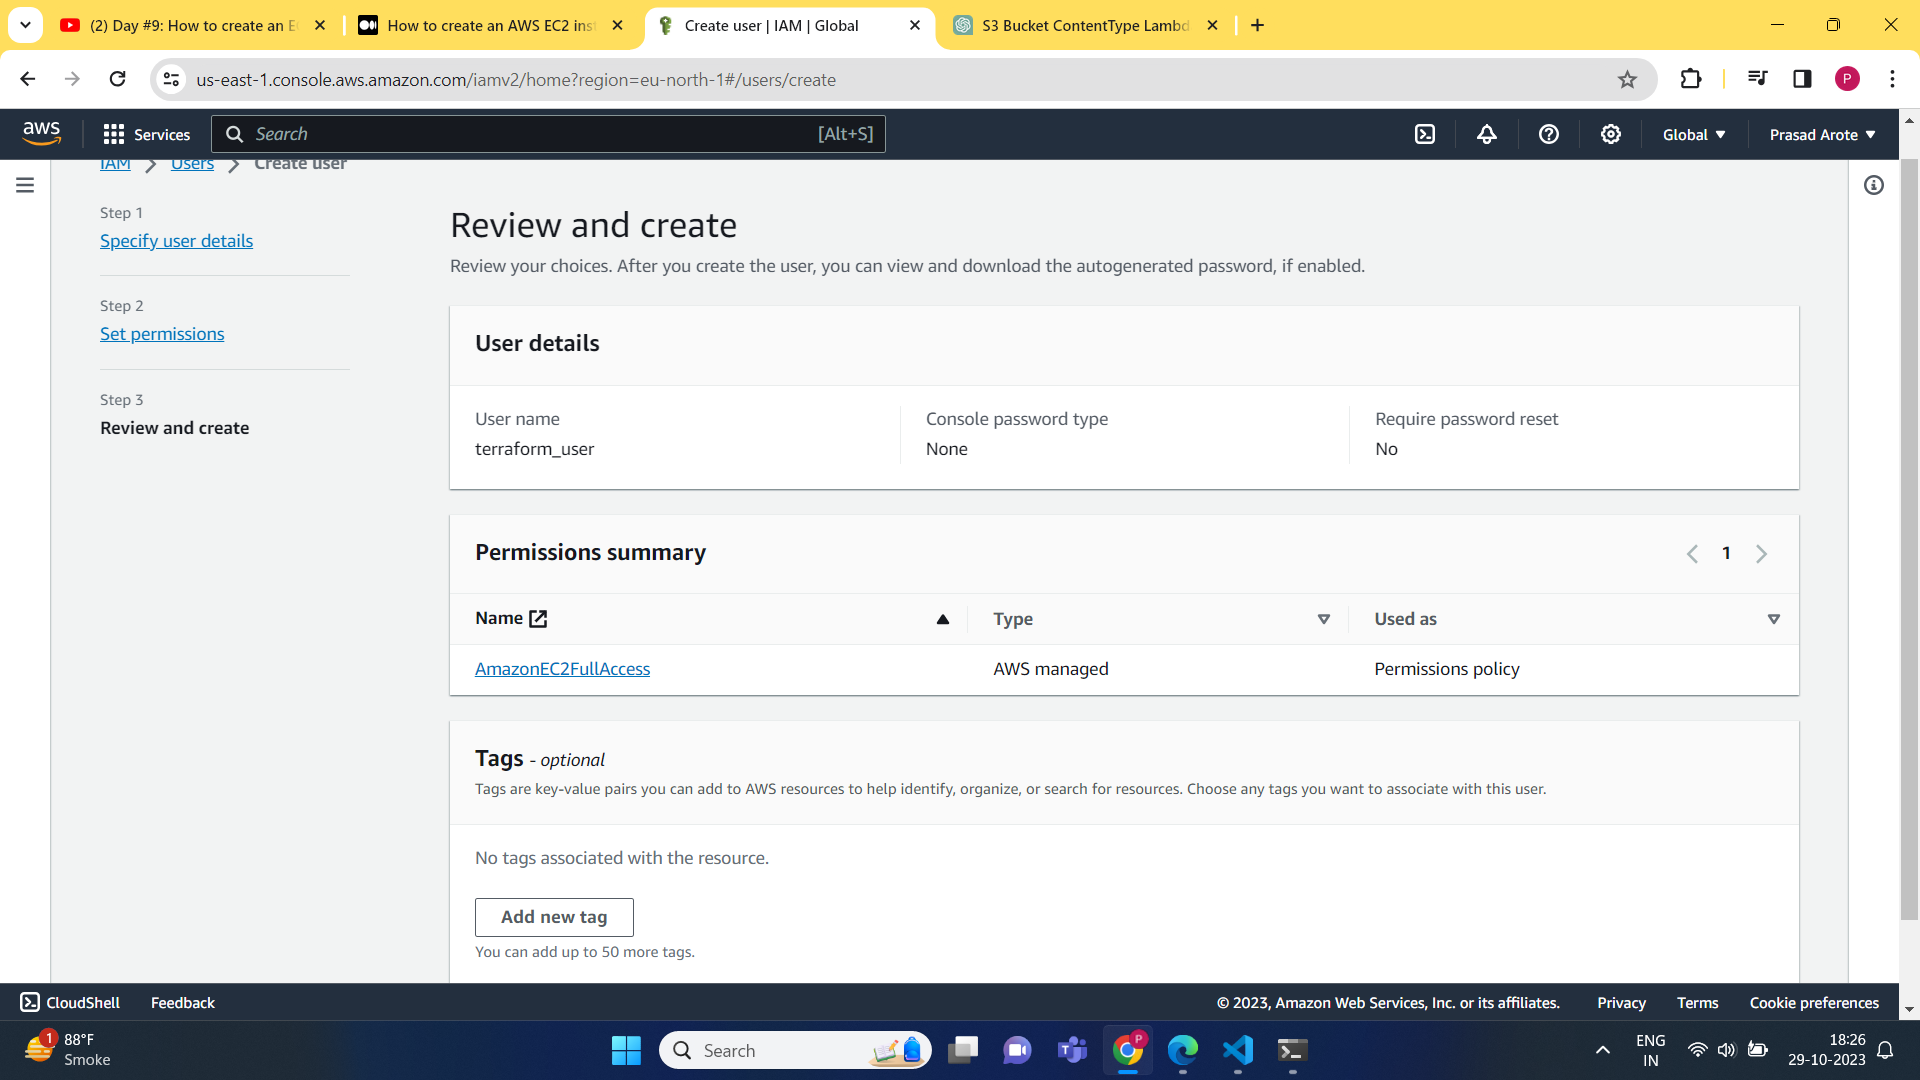 (2) Day #9: How to create an E
How to create an AWS EC2 inst
Create user | IAM | Global
S3 Bucket ContentType Lambd
us-east-1.console.aws.amazon.com/iamv2/home?region=eu-north-1#/users/create
P
aws
Services
Search
[Alt+S]
Global
Prasad Arote
IAM
Users
Create user
Step 1
Specify user details
Step 2
Set permissions
Step 3
Review and create
Review and create
Review your choices. After you create the user, you can view and download the autogenerated password, if enabled.
User details
User name
terraform_user
Console password type
None
Require password reset
No
Permissions summary
1
Name
Type
Used as
AmazonEC2FullAccess
AWS managed
Permissions policy
Tags - optional
Tags are key-value pairs you can add to AWS resources to help identify, organize, or search for resources. Choose any tags you want to associate with this user.
No tags associated with the resource.
Add new tag
You can add up to 50 more tags.
CloudShell
Feedback
© 2023, Amazon Web Services, Inc. or its affiliates.
Privacy
Terms
Cookie preferences
1
88°F
Smoke
Search
P
ENG
IN
18:26
29-10-2023